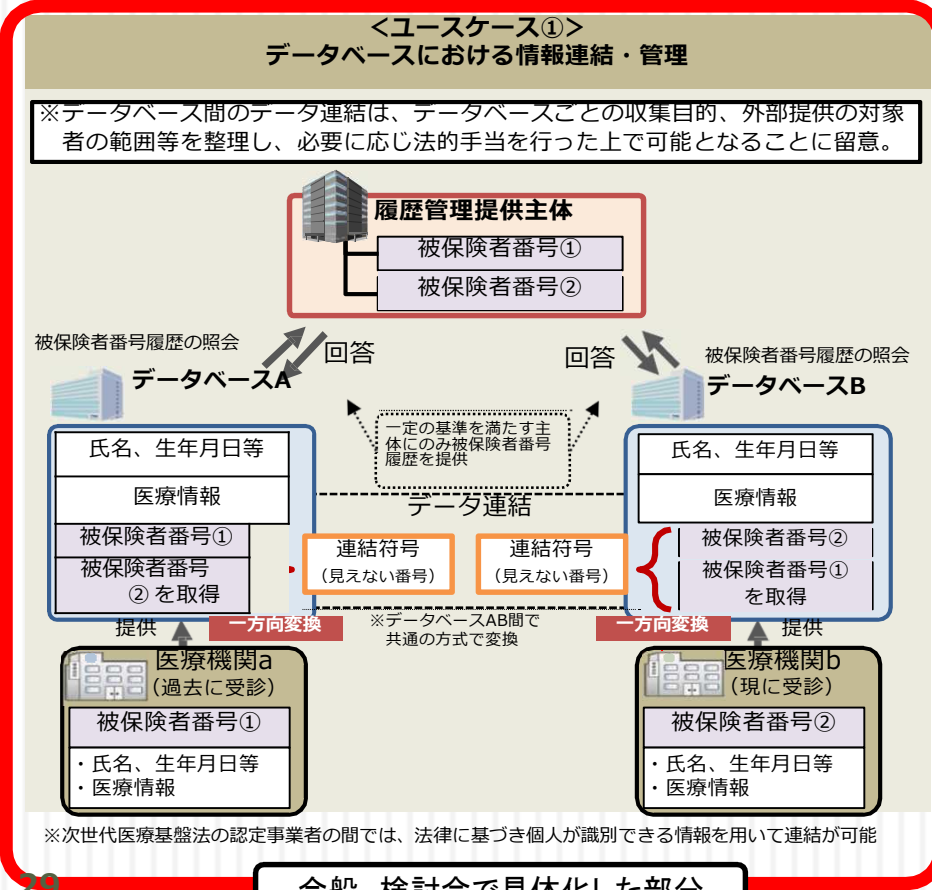 <ユースケース①>
データベースにおける情報連結・管理
※データベース間のデータ連結は、データベースごとの収集目的、外部提供の対象
者の範囲等を整理し、必要に応じ法的手当を行った上で可能となることに留意。
履歴管理提供主体
被保険者番号①
被保険者番号②
被保険者番号履歴の照会
回答
回答
被保険者番号履歴の照会
データベースA
データベースB
一定の基準を満たす主
体にのみ被保険者番号
履歴を提供
氏名、生年月日等
医療情報
被保険者番号①
被保険者番号
② を取得
データ連結
連結符号
(見えない番号)
連結符号
(見えない番号)
氏名、生年月日等
医療情報
被保険者番号②
被保険者番号①
を取得
提供
一方向変換
※データベースAB間で
共通の方式で変換
一方向変換
提供
医療機関a
(過去に受診)
被保険者番号①
・氏名、生年月日等
・医療情報
医療機関b
(現に受診)
被保険者番号②
・氏名、生年月日等
・医療情報
※次世代医療基盤法の認定事業者の間では、法律に基づき個人が識別できる情報を用いて連結が可能
29
今般、検討会で具体化した部分